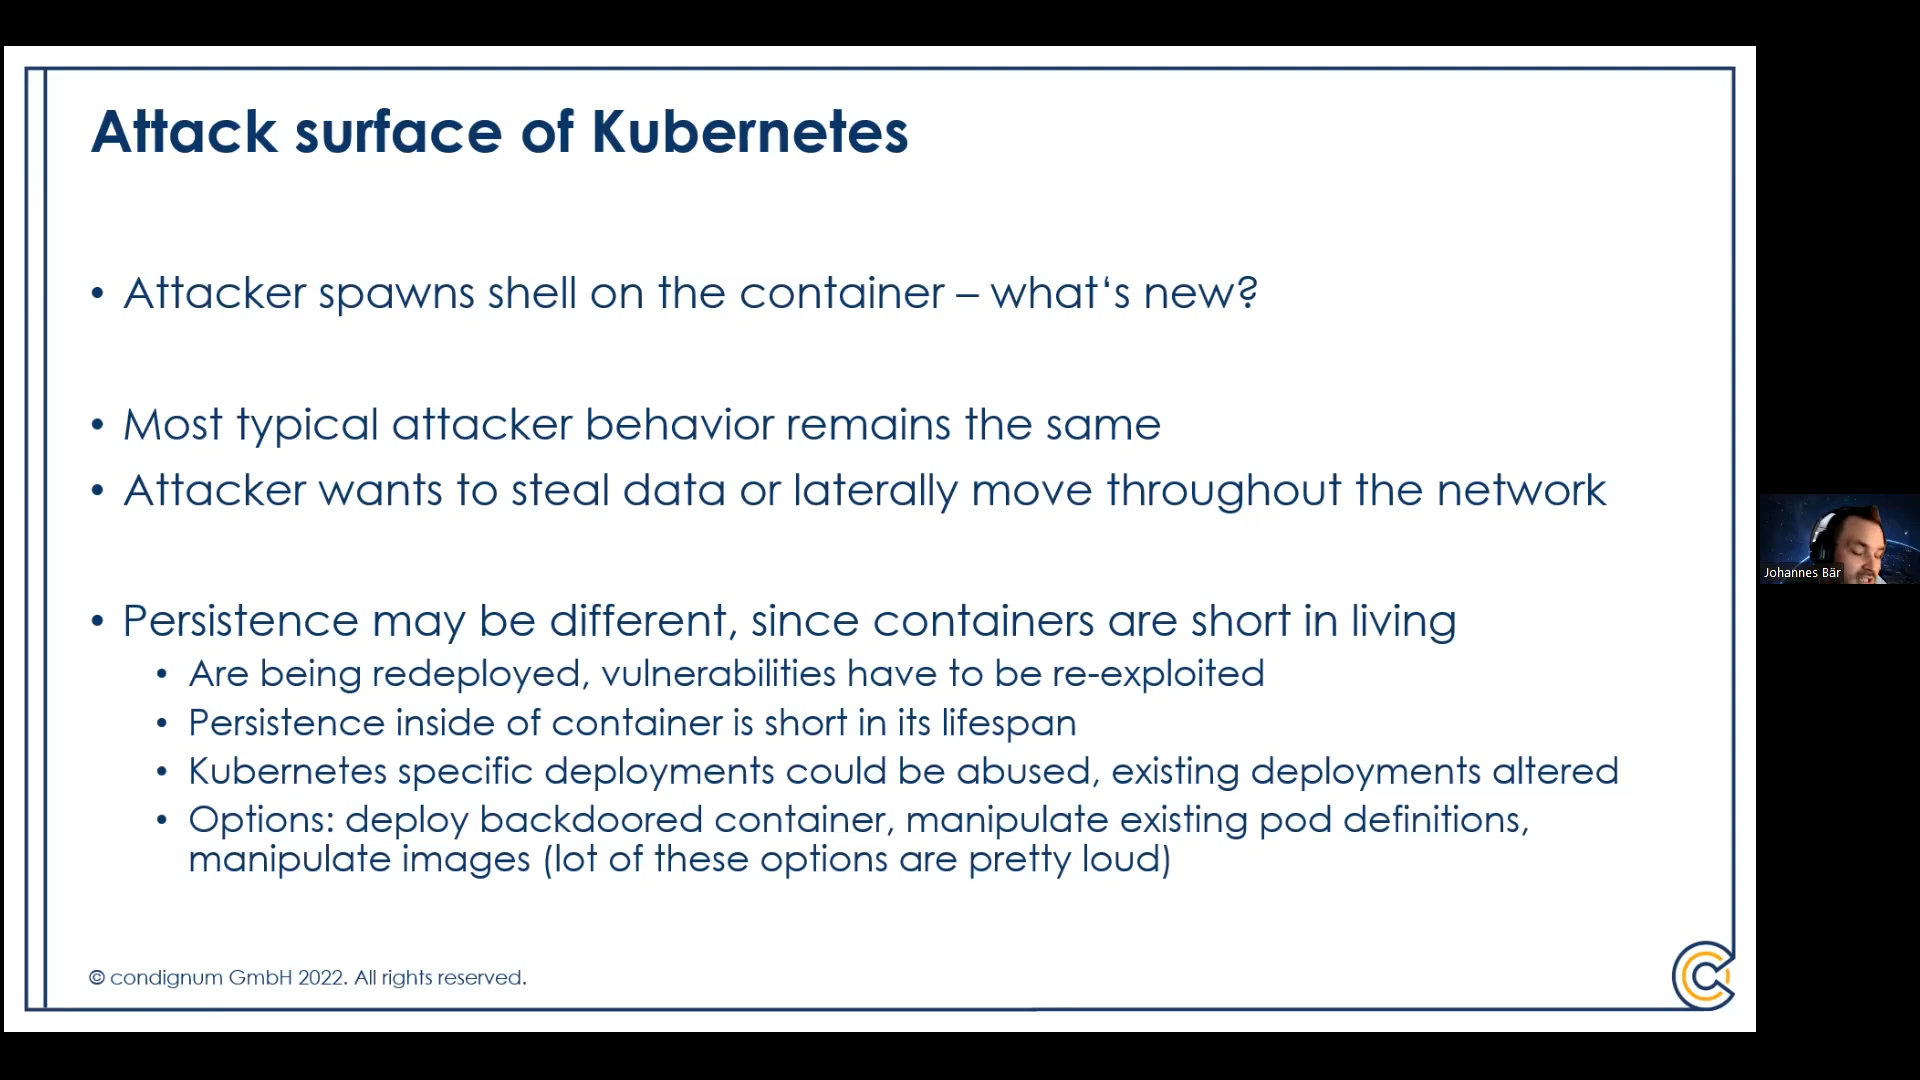 Attack surface of Kubernetes
• Attacker spawns shell on the container – what‘s new?
• Most typical attacker behavior remains the same
• Attacker wants to steal data or laterally move throughout the network
• Persistence may be different, since containers are short in living
• Are being redeployed, vulnerabilities have to be re-exploited
• Persistence inside of container is short in its lifespan
• Kubernetes specific deployments could be abused, existing deployments altered
• Options: deploy backdoored container, manipulate existing pod definitions,
manipulate images (lot of these options are pretty loud)
© condignum GmbH 2022. All rights reserved.
Johannes Bär